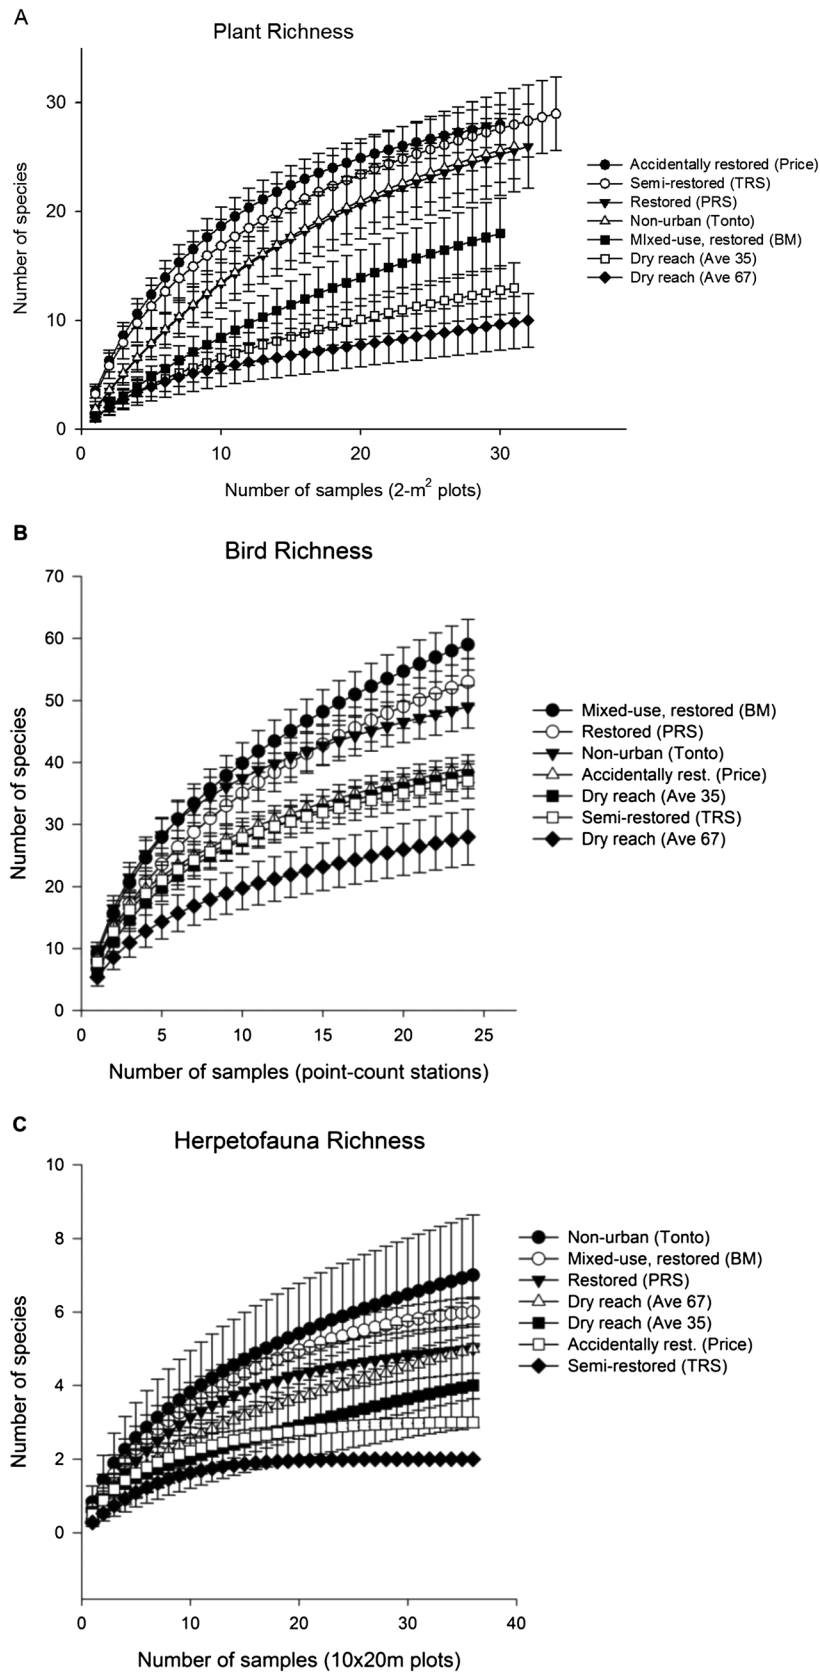 A
Plant Richness
Number of species
30
20
10
0
0 10 20 30
Number of samples (2-m² plots)
Accidentally restored (Price)
Semi-restored (TRS)
Restored (PRS)
Non-urban (Tonto)
MIxed-use, restored (BM)
Dry reach (Ave 35)
Dry reach (Ave 67)
B
Bird Richness
Number of species
70
60
50
40
30
20
10
0
0 5 10 15 20 25
Number of samples (point-count stations)
Mixed-use, restored (BM)
Restored (PRS)
Non-urban (Tonto)
Accidentally rest. (Price)
Dry reach (Ave 35)
Semi-restored (TRS)
Dry reach (Ave 67)
C
Herpetofauna Richness
Number of species
10
8
6
4
2
0
0 10 20 30 40
Number of samples (10x20m plots)
Non-urban (Tonto)
Mixed-use, restored (BM)
Restored (PRS)
Dry reach (Ave 67)
Dry reach (Ave 35)
Accidentally rest. (Price)
Semi-restored (TRS)